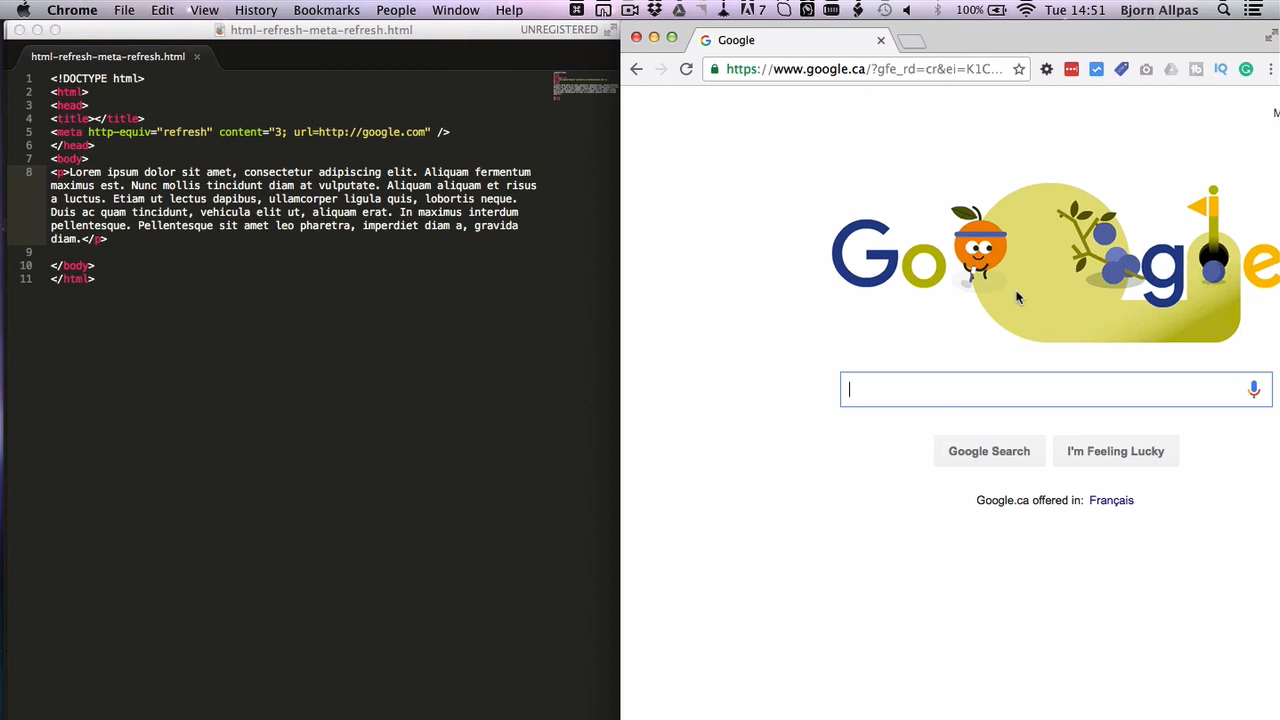 Chrome File Edit View History Bookmarks People Window Help 7 100% Tue 14:51 Bjorn Allpas
html-refresh-meta-refresh.html UNREGISTERED
html-refresh-meta-refresh.html ×
1 <!DOCTYPE html>
2 <html>
3 <head>
4 <title></title>
5 <meta http-equiv="refresh" content="3; url=http://google.com" />
6 </head>
7 <body>
8 <p>Lorem ipsum dolor sit amet, consectetur adipiscing elit. Aliquam fermentum
maximus est. Nunc mollis tincidunt diam at vulputate. Aliquam aliquam et risus
a luctus. Etiam ut lectus dapibus, ullamcorper ligula quis, lobortis neque.
Duis ac quam tincidunt, vehicula elit ut, aliquam erat. In maximus interdum
pellentesque. Pellentesque sit amet leo pharetra, imperdiet diam a, gravida
diam.</p>
9
10 </body>
11 </html>
Google
https://www.google.ca/?gfe_rd=cr&ei=K1C...
IQ
M
Google
Google Search I'm Feeling Lucky
Google.ca offered in: Français